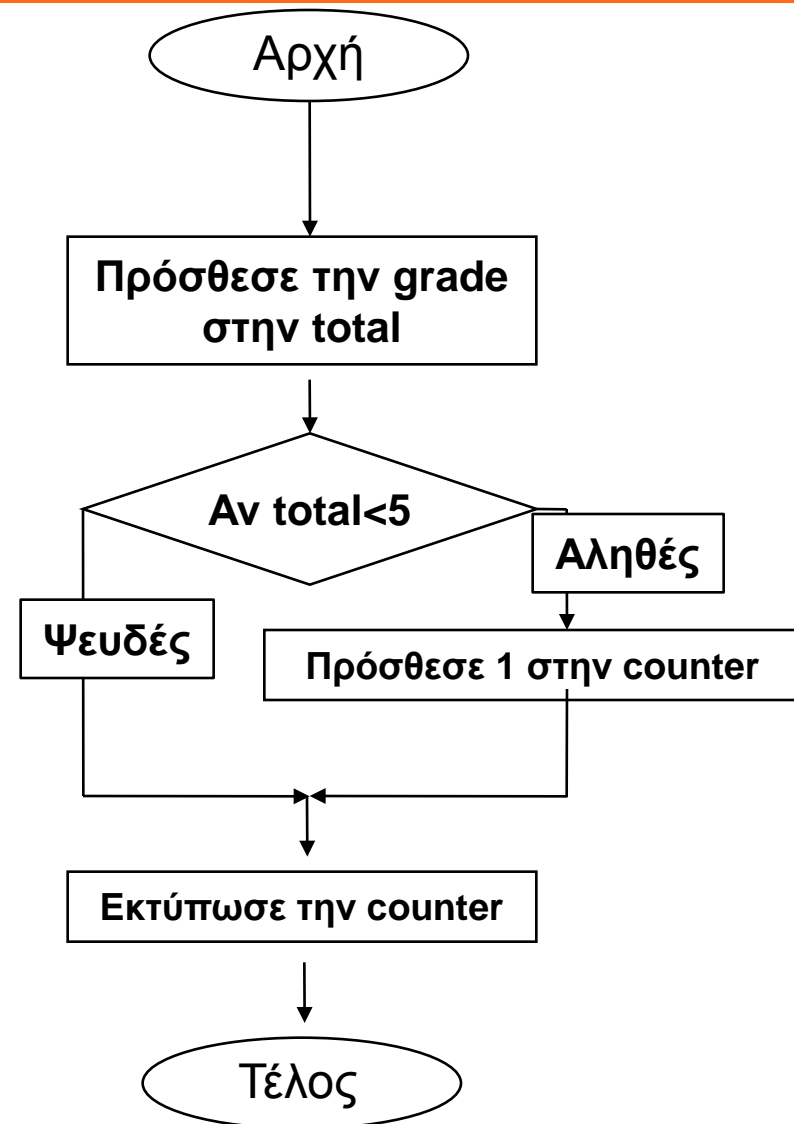 Αρχή
Πρόσθεσε την grade
στην total
Αν total<5
Αληθές
Ψευδές
Πρόσθεσε 1 στην counter
Εκτύπωσε την counter
Τέλος